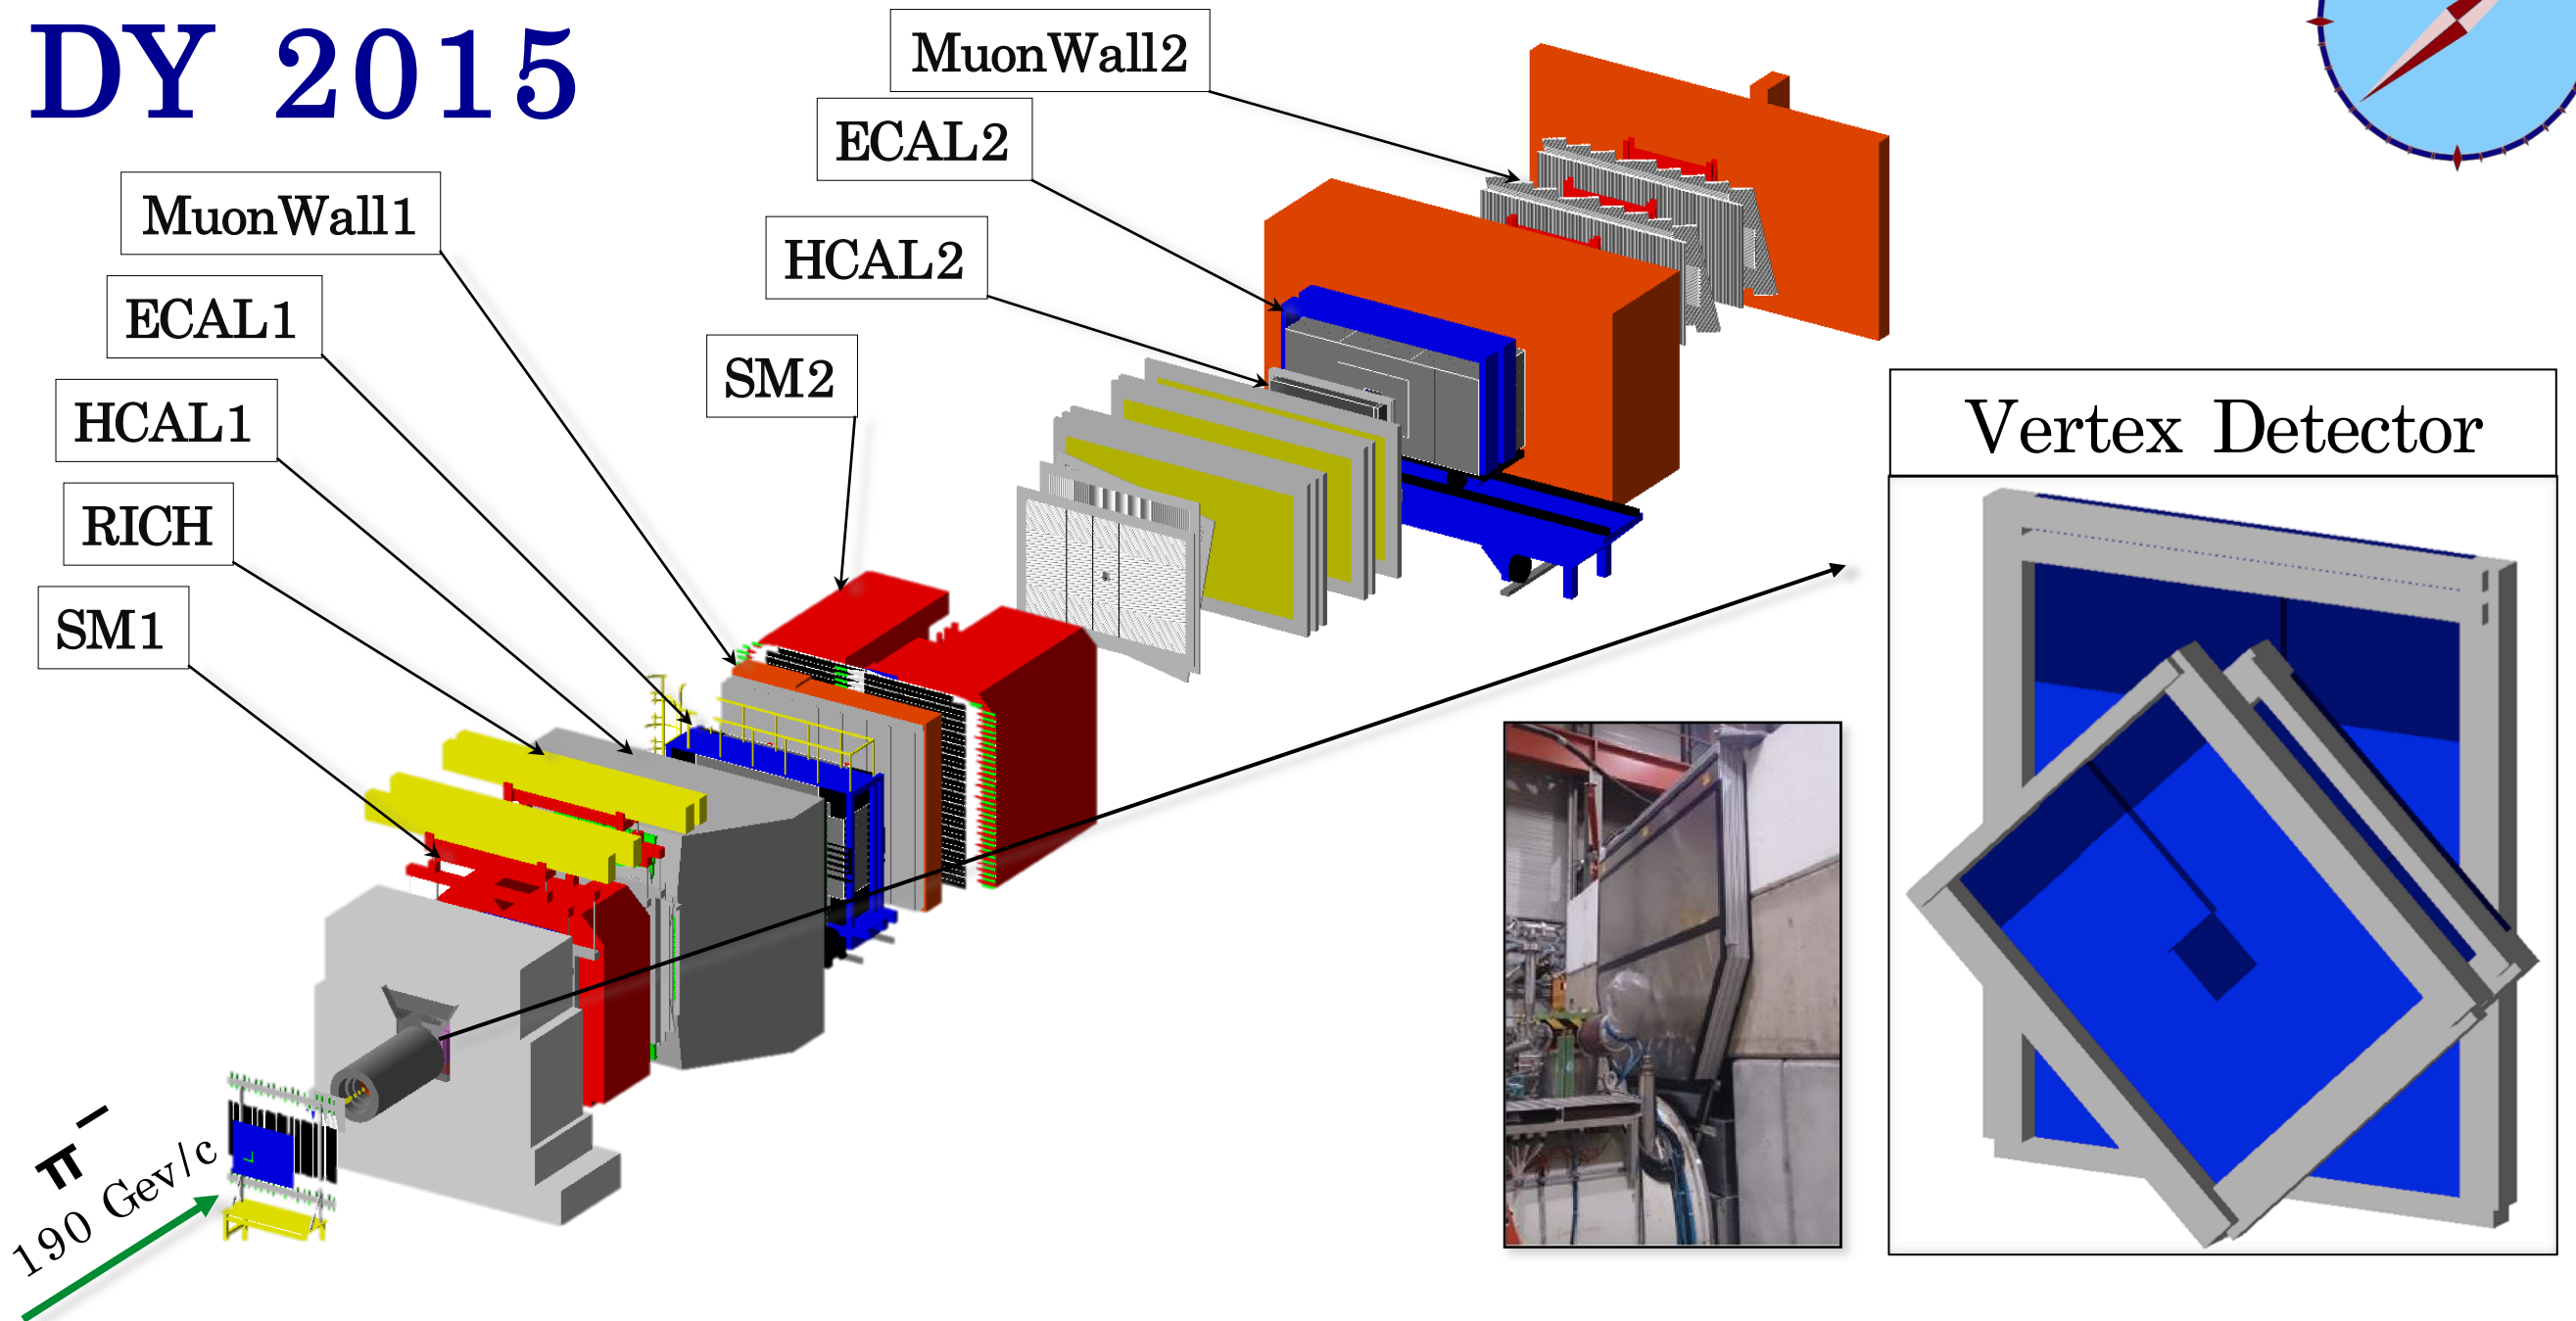 DY 2015
MuonWall2
ECAL2
MuonWall1
HCAL2
ECAL1
SM2
HCAL1
Vertex Detector
RICH
SM1
π−
190 Gev/c